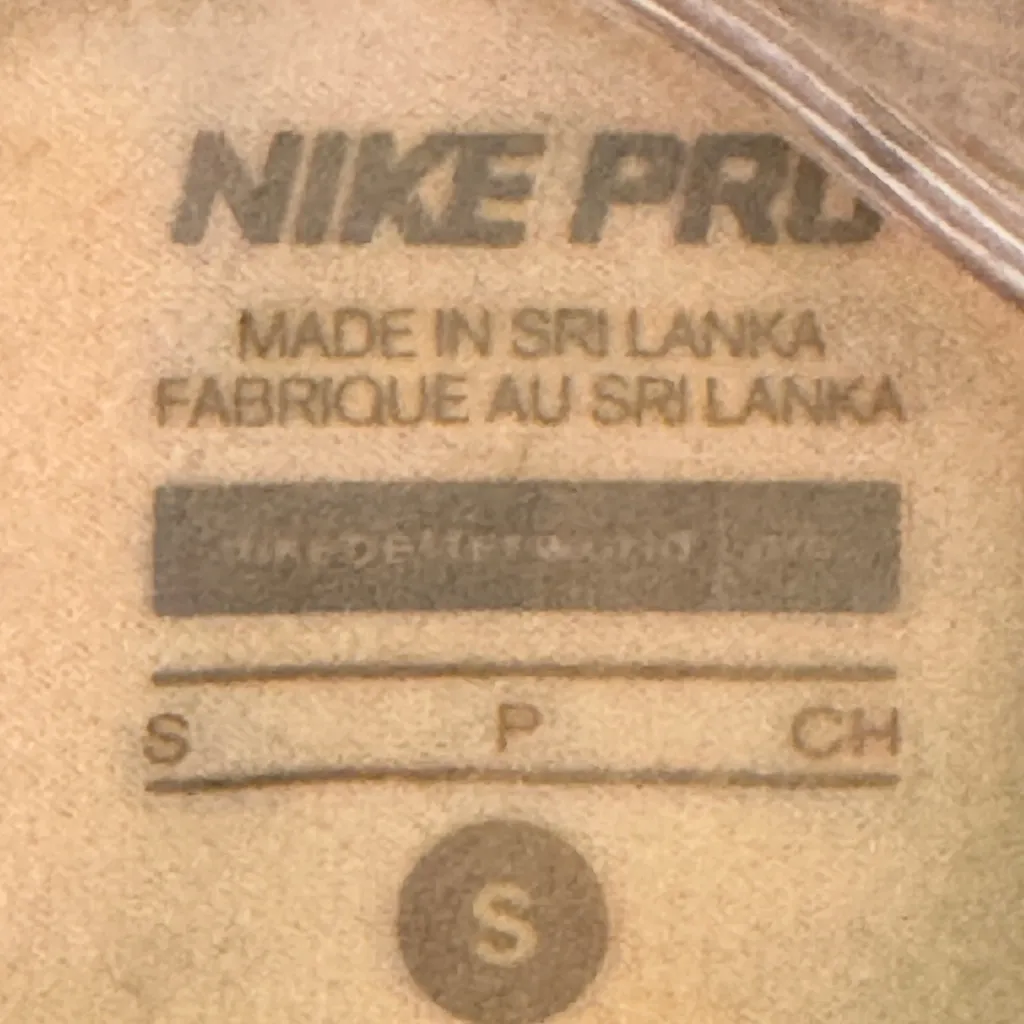 NIKE PRO
MADE IN SRI LANKA
FABRIQUE AU SRI LANKA
S P CH
S